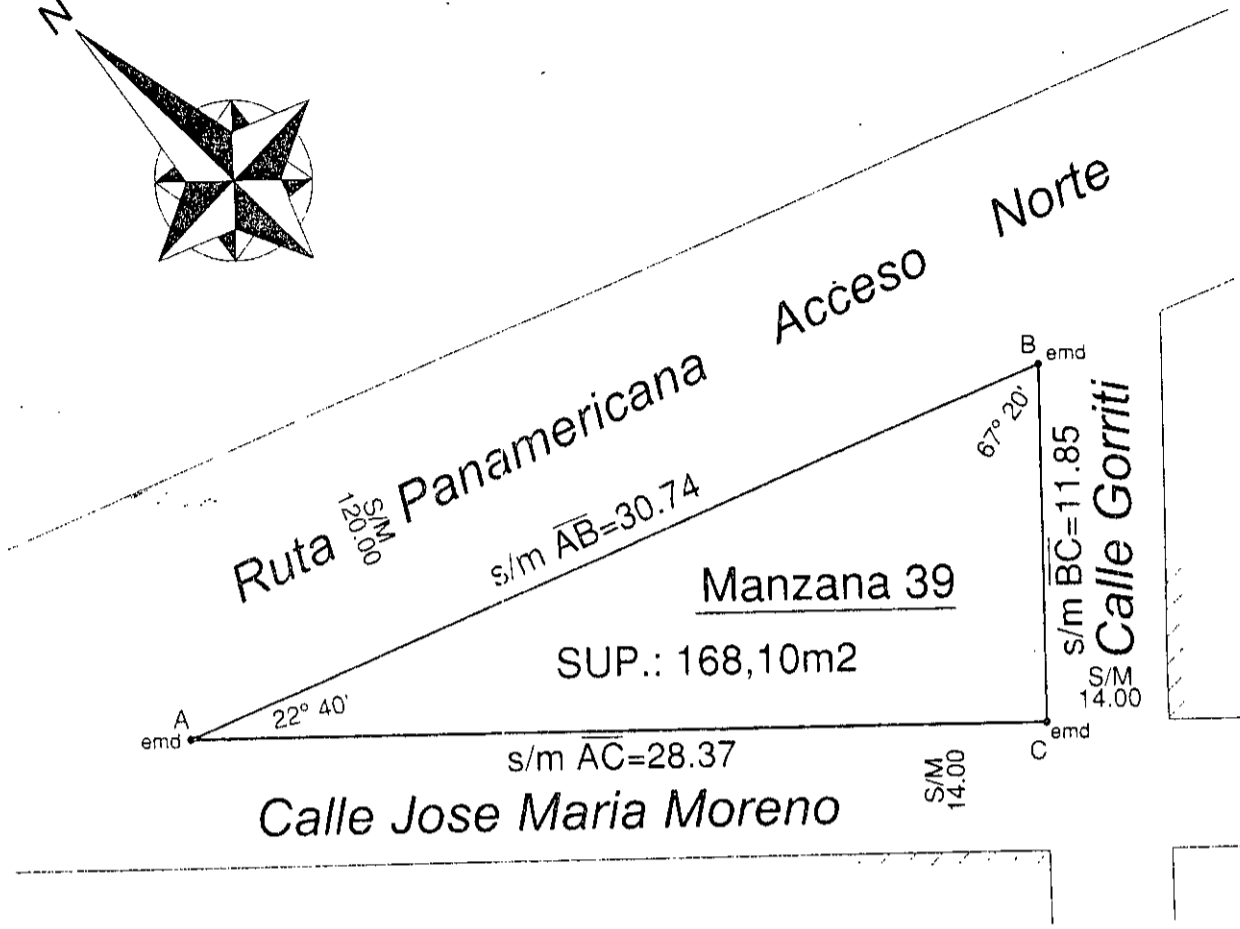 N
Ruta Panamericana Acceso Norte
S/M
120.00
s/m AB=30.74
B emd
67° 20'
s/m BC=11.85
Calle Gorriti
S/M
14.00
Manzana 39
SUP.: 168,10m2
A
emd
22° 40'
s/m AC=28.37
emd
C
S/M
14.00
Calle Jose Maria Moreno